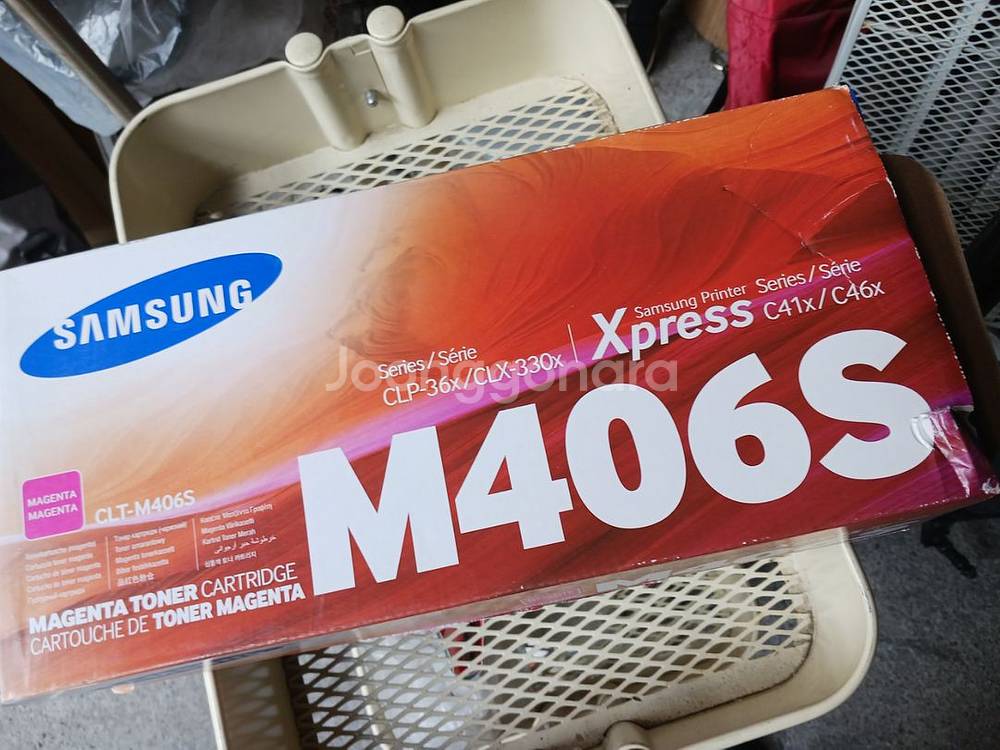 SAMSUNG
Series/Série
CLP-36x/CLX-330x
Xpress
Samsung Printer Series/Série
C41x/C46x
Joonggonara
M406S
MAGENTA
MAGENTA
CLT-M406S
MAGENTA TONER CARTRIDGE
CARTOUCHE DE TONER MAGENTA